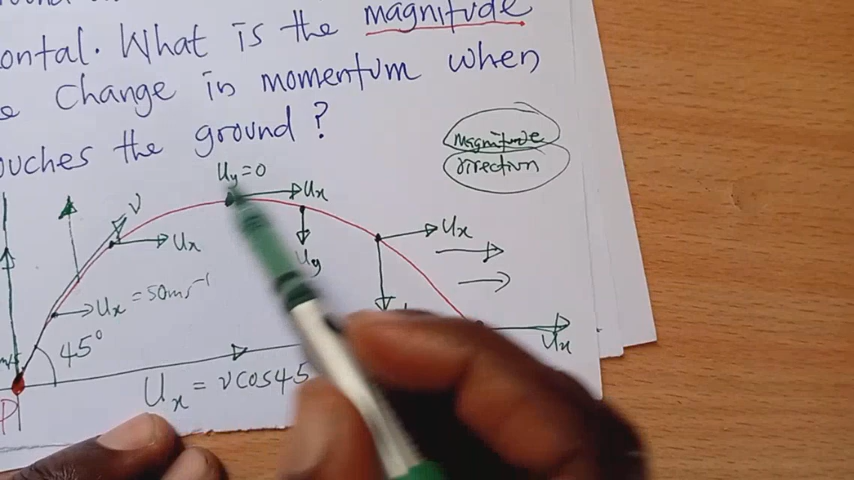 ontal. What is the magnitude
e change in momentum when
ouches the ground?
magnitude
direction
uy=0
ux
v
ux
ux
uy
ux = 50ms⁻¹
45°
ux
Ux = vcos45
P